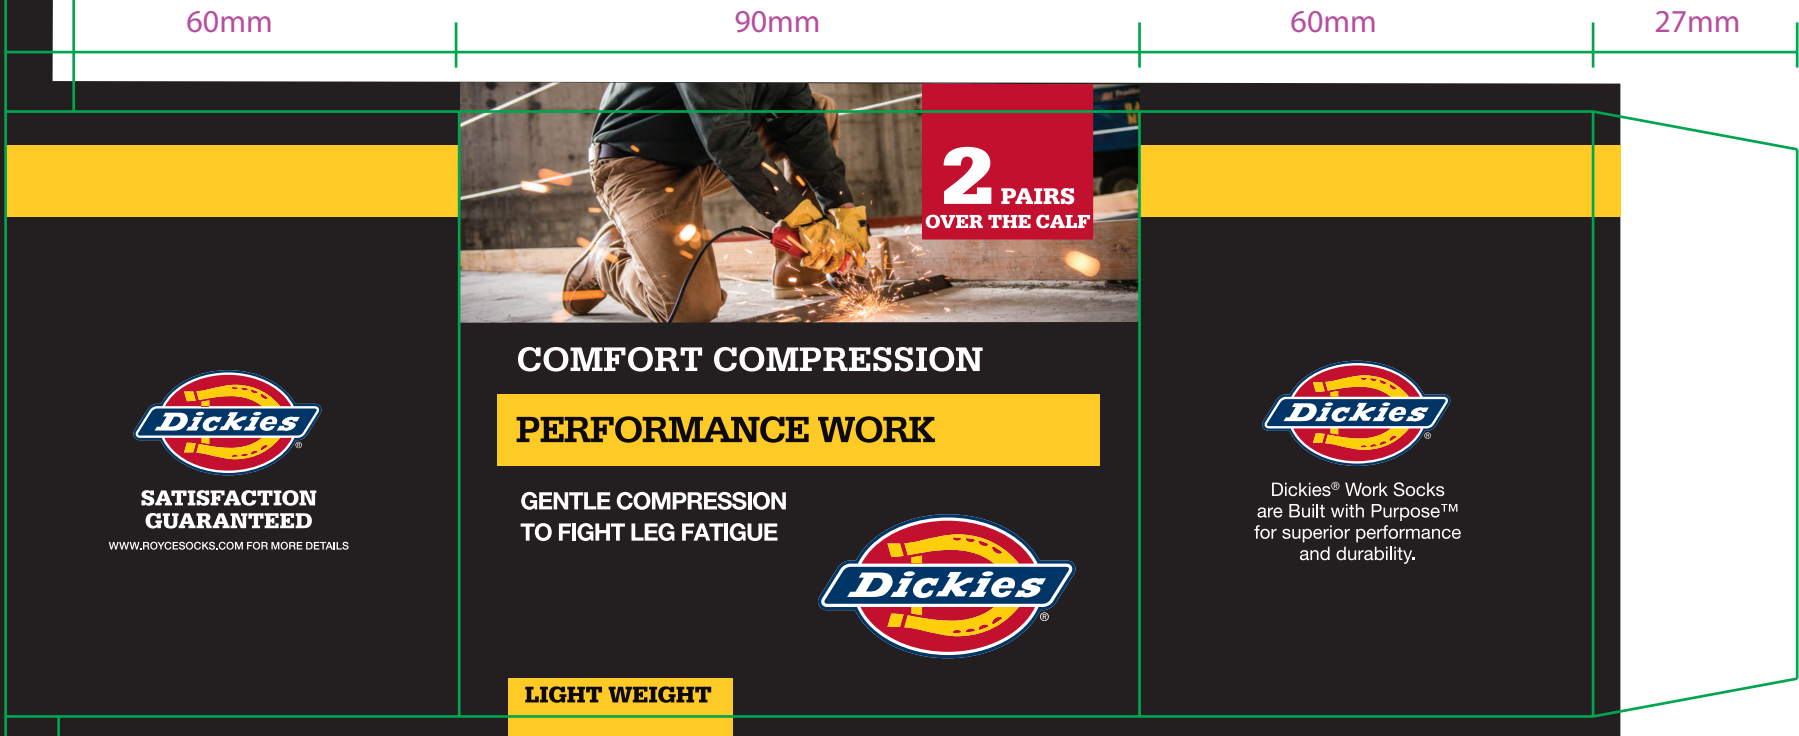 60mm
90mm
60mm
27mm
2 PAIRS
OVER THE CALF
COMFORT COMPRESSION
PERFORMANCE WORK
GENTLE COMPRESSION
TO FIGHT LEG FATIGUE
Dickies®
LIGHT WEIGHT
Dickies®
SATISFACTION
GUARANTEED
WWW.ROYCESOCKS.COM FOR MORE DETAILS
Dickies®
Dickies® Work Socks
are Built with Purpose™
for superior performance
and durability.